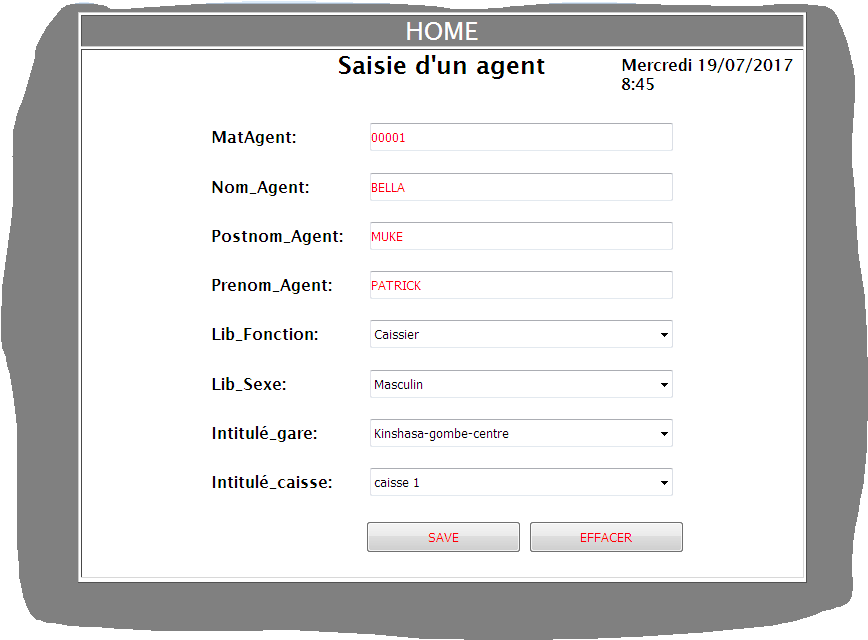 HOME
Saisie d'un agent
Mercredi 19/07/2017
8:45
MatAgent: 00001
Nom_Agent: BELLA
Postnom_Agent: MUKE
Prenom_Agent: PATRICK
Lib_Fonction: Caissier
Lib_Sexe: Masculin
Intitulé_gare: Kinshasa-gombe-centre
Intitulé_caisse: caisse 1
SAVE EFFACER